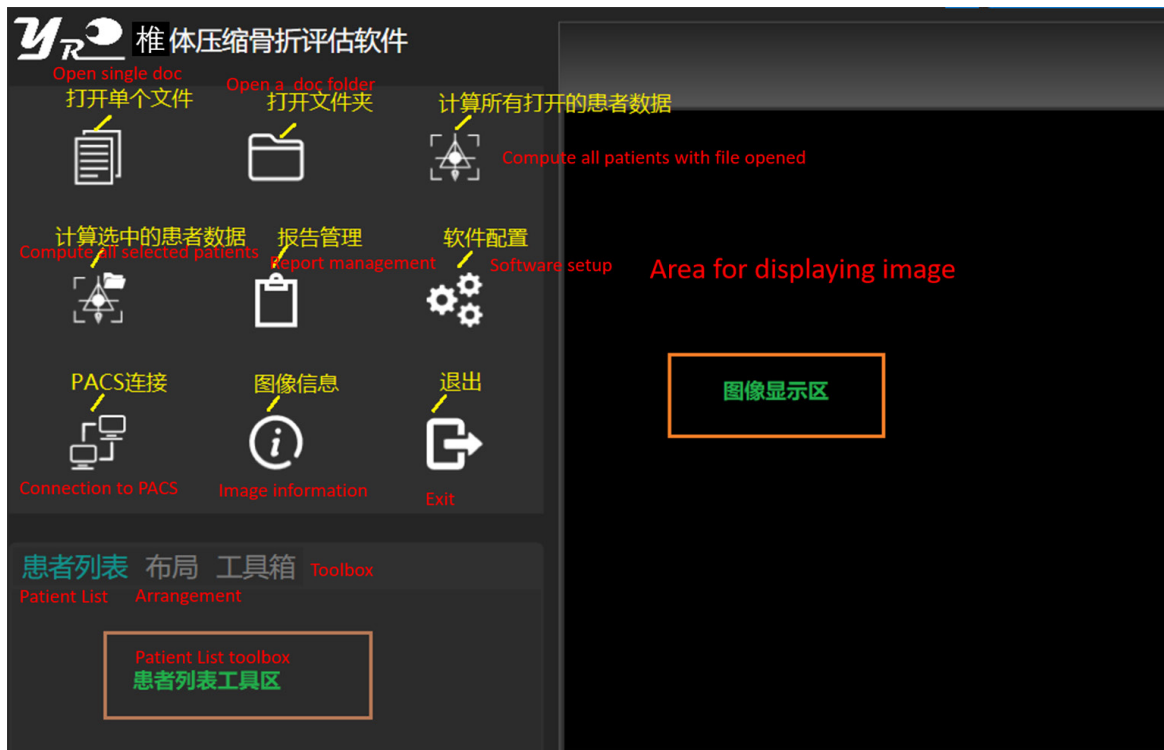 YR 椎体压缩骨折评估软件
Open single doc
Open a doc folder
打开单个文件
打开文件夹
计算所有打开的患者数据
Compute all patients with file opened
计算选中的患者数据
报告管理
软件配置
Compute all selected patients
Report management
Software setup
Area for displaying image
PACS连接
图像信息
退出
图像显示区
Connection to PACS
Image information
Exit
患者列表 布局 工具箱 Toolbox
Patient List Arrangement
Patient List toolbox
患者列表工具区